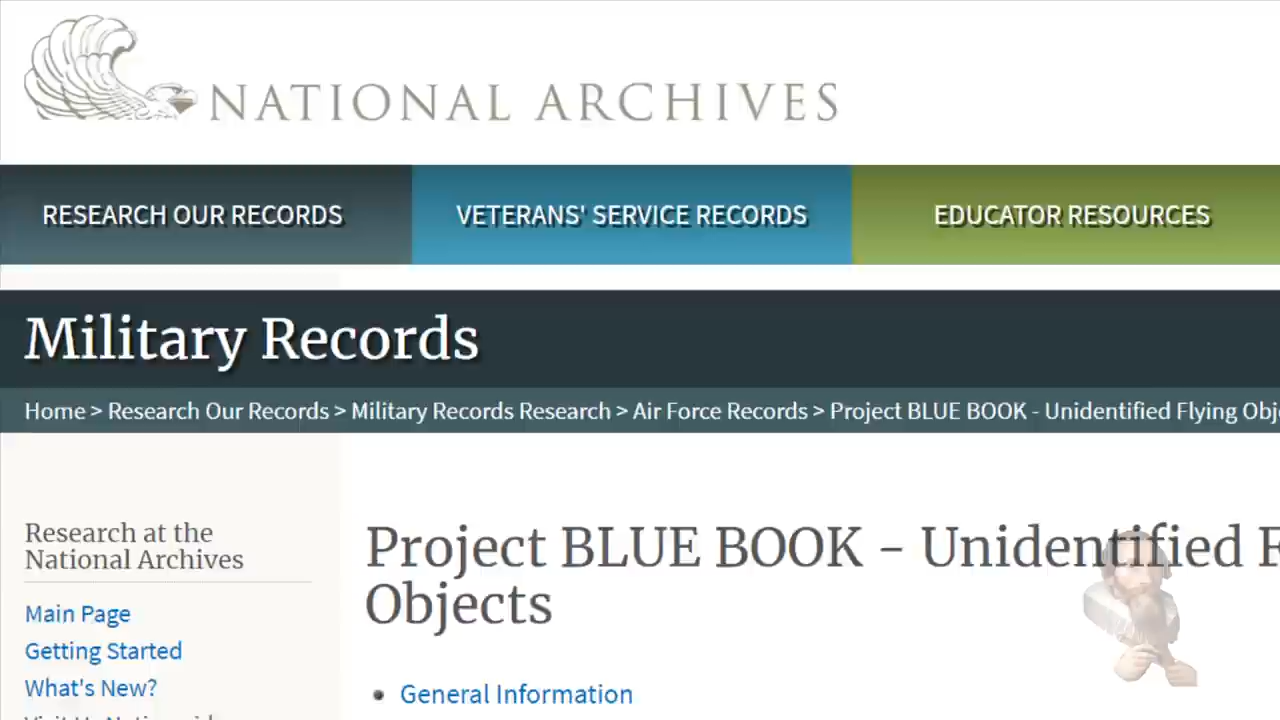 NATIONAL ARCHIVES
RESEARCH OUR RECORDS
VETERANS' SERVICE RECORDS
EDUCATOR RESOURCES
Military Records
Home > Research Our Records > Military Records Research > Air Force Records > Project BLUE BOOK - Unidentified Flying
Research at the
National Archives
Main Page
Getting Started
What's New?
Project BLUE BOOK - Unidentified
Objects
General Information